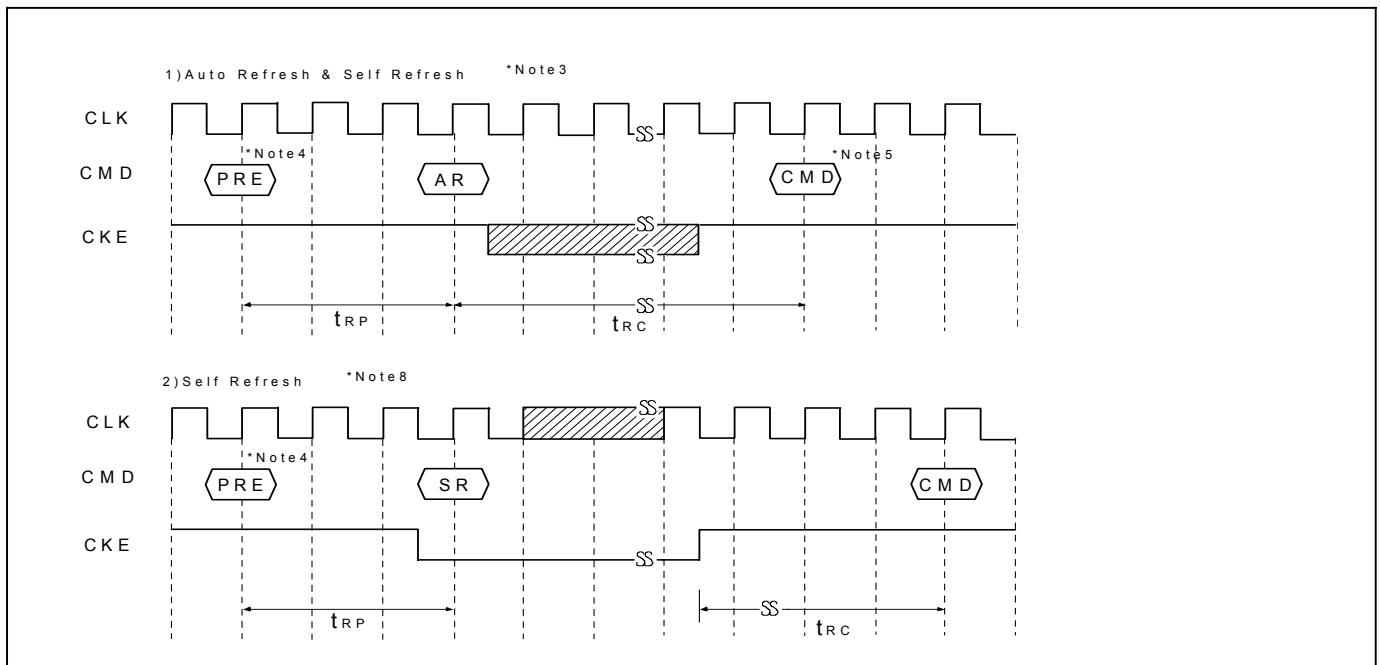 1)Auto Refresh & Self Refresh *Note3
CLK
*Note4 *Note5
CMD PRE AR CMD
CKE
tRP tRC
2)Self Refresh *Note8
CLK
*Note4
CMD PRE SR CMD
CKE
tRP tRC